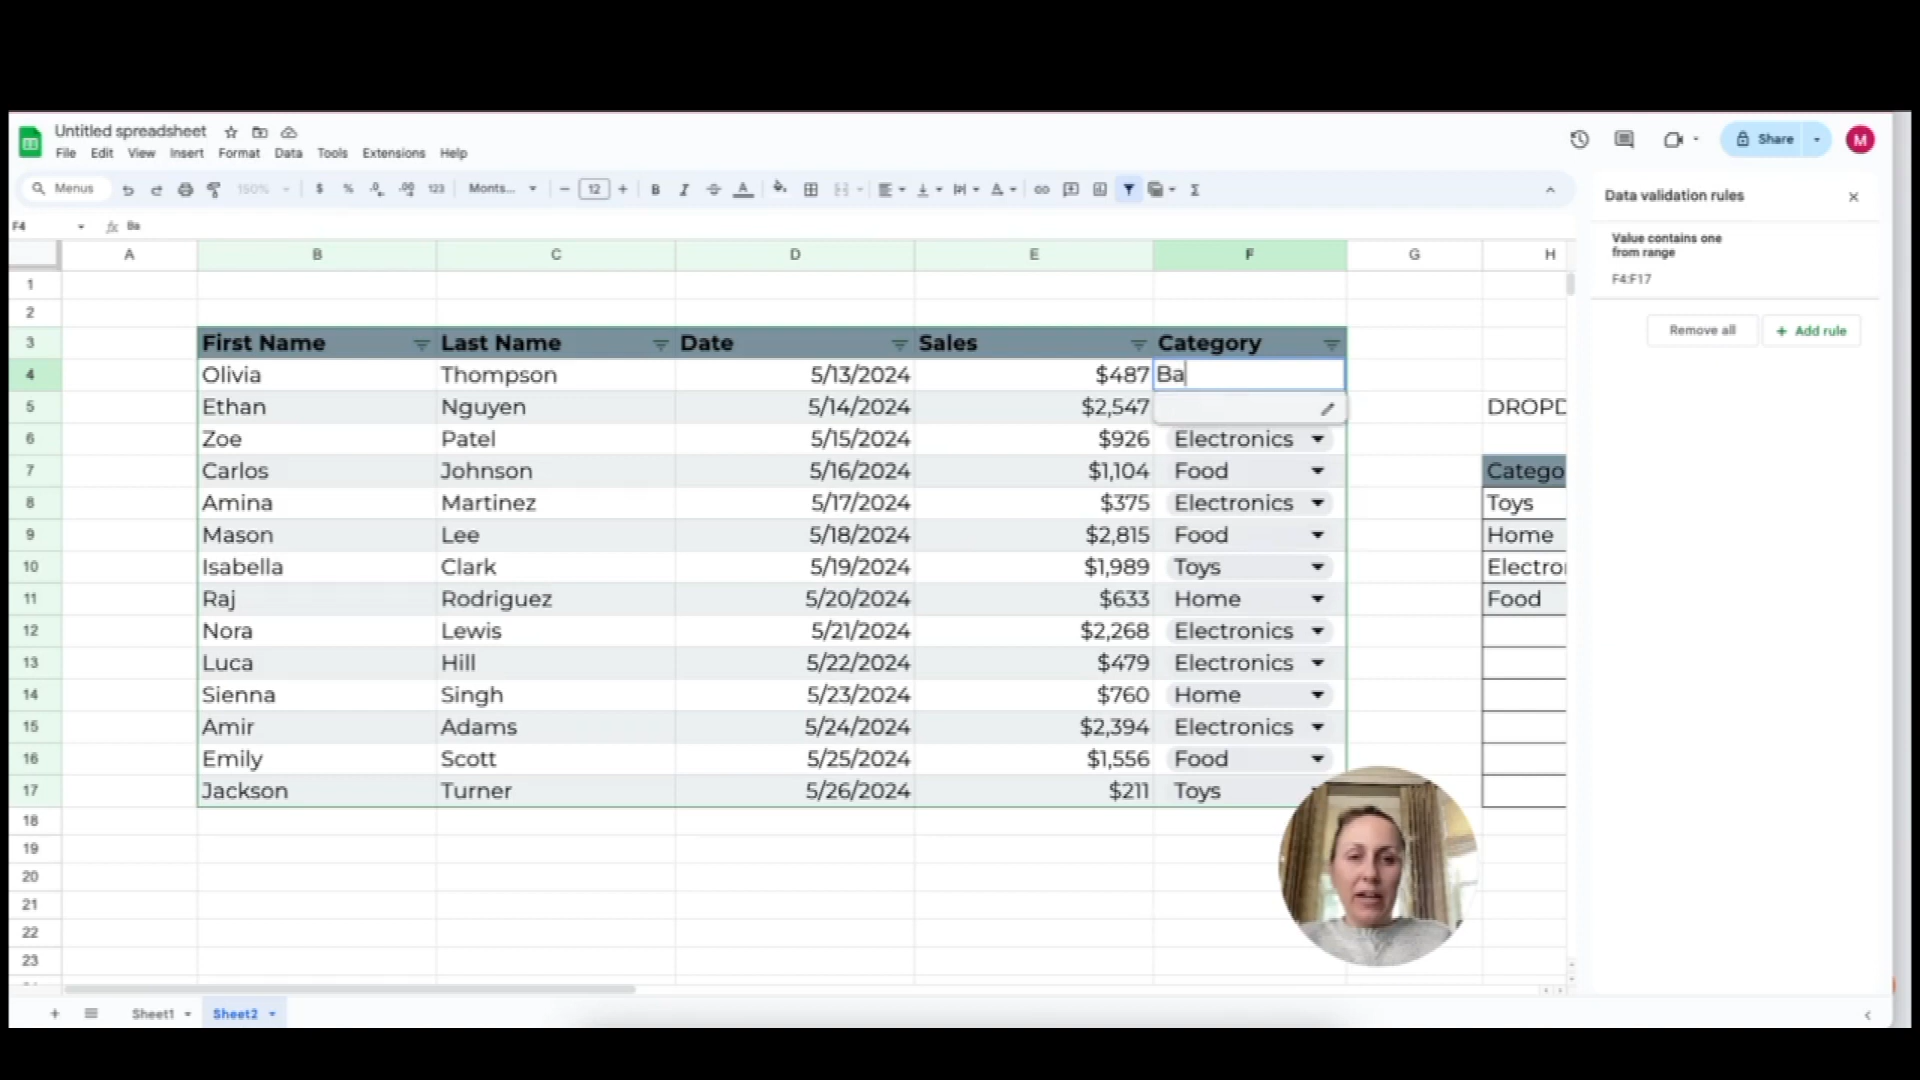 Untitled spreadsheet
File Edit View Insert Format Data Tools Extensions Help
Share
M
Menus
150%
$ % .0 .00 123
Monts...
12
B I A
Data validation rules
F4
fx Ba
Value contains one
from range
F4:F17
Remove all
+ Add rule
A B C D E F G H
1
2
3 First Name Last Name Date Sales Category
4 Olivia Thompson 5/13/2024 $487 Ba
5 Ethan Nguyen 5/14/2024 $2,547 DROPD
6 Zoe Patel 5/15/2024 $926 Electronics
7 Carlos Johnson 5/16/2024 $1,104 Food Catego
8 Amina Martinez 5/17/2024 $375 Electronics Toys
9 Mason Lee 5/18/2024 $2,815 Food Home
10 Isabella Clark 5/19/2024 $1,989 Toys Electro
11 Raj Rodriguez 5/20/2024 $633 Home Food
12 Nora Lewis 5/21/2024 $2,268 Electronics
13 Luca Hill 5/22/2024 $479 Electronics
14 Sienna Singh 5/23/2024 $760 Home
15 Amir Adams 5/24/2024 $2,394 Electronics
16 Emily Scott 5/25/2024 $1,556 Food
17 Jackson Turner 5/26/2024 $211 Toys
18
19
20
21
22
23
Sheet1
Sheet2